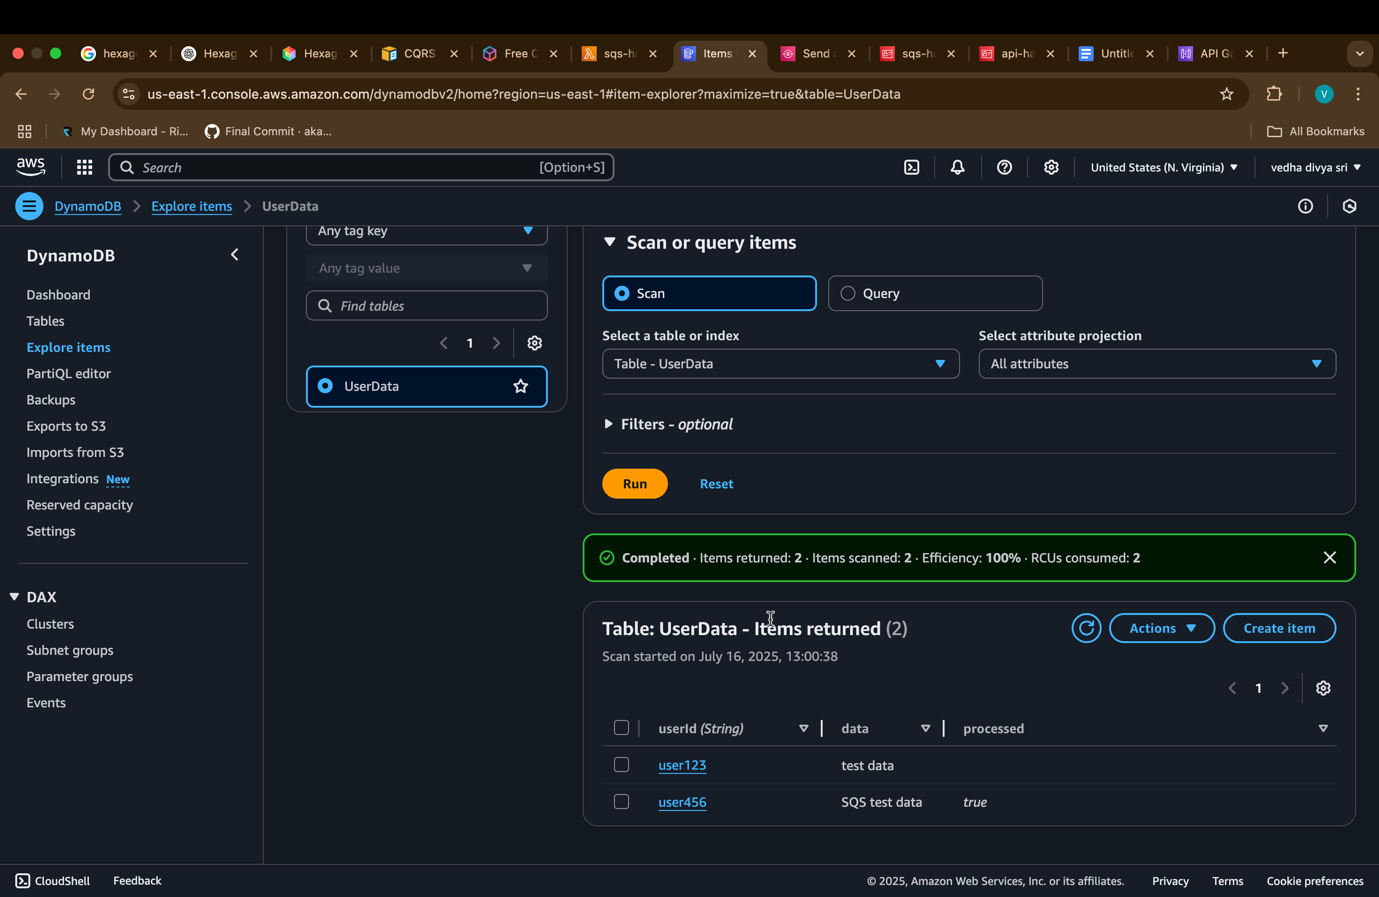 hexag
Hexag
Hexag
CQRS
Free C
sqs-h
Items
Send a
sqs-ha
api-ha
Untitle
API Ga
us-east-1.console.aws.amazon.com/dynamodbv2/home?region=us-east-1#item-explorer?maximize=true&table=UserData
V
My Dashboard - Ri...
Final Commit · aka...
All Bookmarks
aws
Search
[Option+S]
United States (N. Virginia)
vedha divya sri
DynamoDB
Explore items
UserData
DynamoDB
Dashboard
Tables
Explore items
PartiQL editor
Backups
Exports to S3
Imports from S3
Integrations New
Reserved capacity
Settings
DAX
Clusters
Subnet groups
Parameter groups
Events
Any tag key
Any tag value
Find tables
1
UserData
Scan or query items
Scan
Query
Select a table or index
Select attribute projection
Table - UserData
All attributes
Filters - optional
Run
Reset
Completed · Items returned: 2 · Items scanned: 2 · Efficiency: 100% · RCUs consumed: 2
Table: UserData - Items returned (2)
Actions
Create item
Scan started on July 16, 2025, 13:00:38
1
userId (String)
data
processed
user123
test data
user456
SQS test data
true
CloudShell
Feedback
© 2025, Amazon Web Services, Inc. or its affiliates.
Privacy
Terms
Cookie preferences